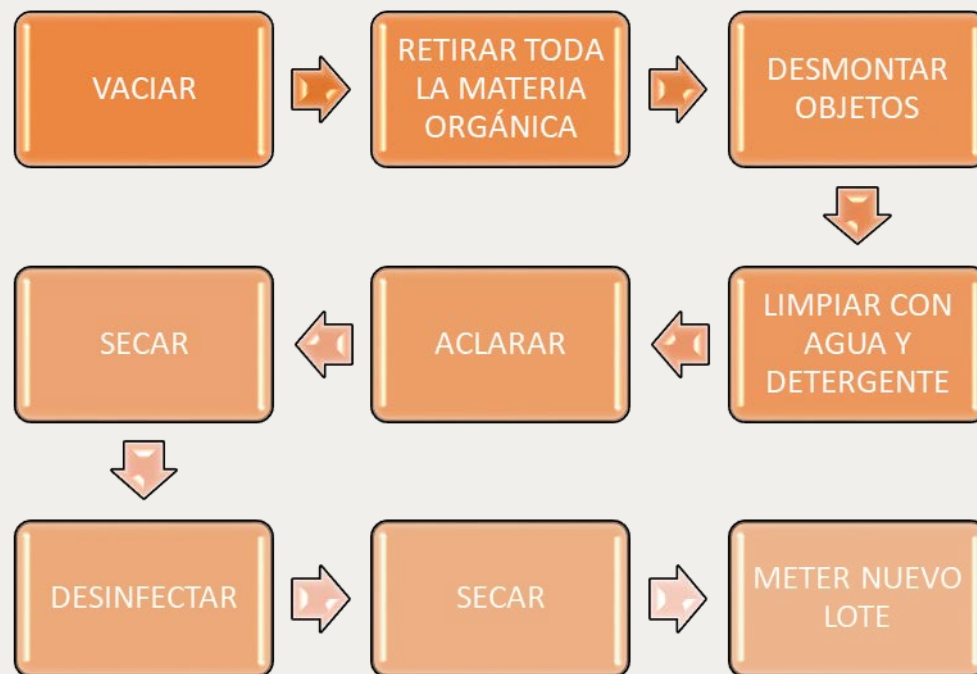 VACIAR
RETIRAR TODA
LA MATERIA
ORGÁNICA
DESMONTAR
OBJETOS
LIMPIAR CON
AGUA Y
DETERGENTE
ACLARAR
SECAR
DESINFECTAR
SECAR
METER NUEVO
LOTE